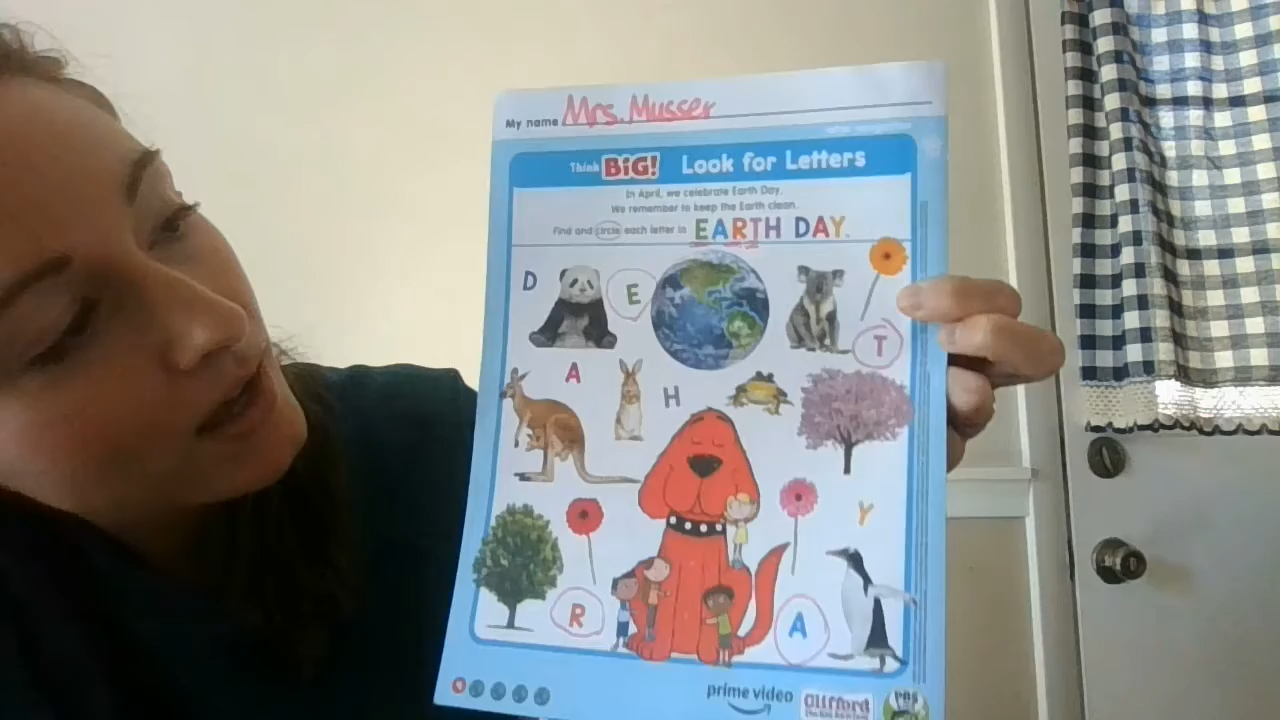 My name Mrs. Musser
Think BIG! Look for Letters
In April, we celebrate Earth Day.
We remember to keep the Earth clean.
Find and circle each letter in EARTH DAY.
D
E
T
A
H
Y
R
A
prime video
Clifford
PBS